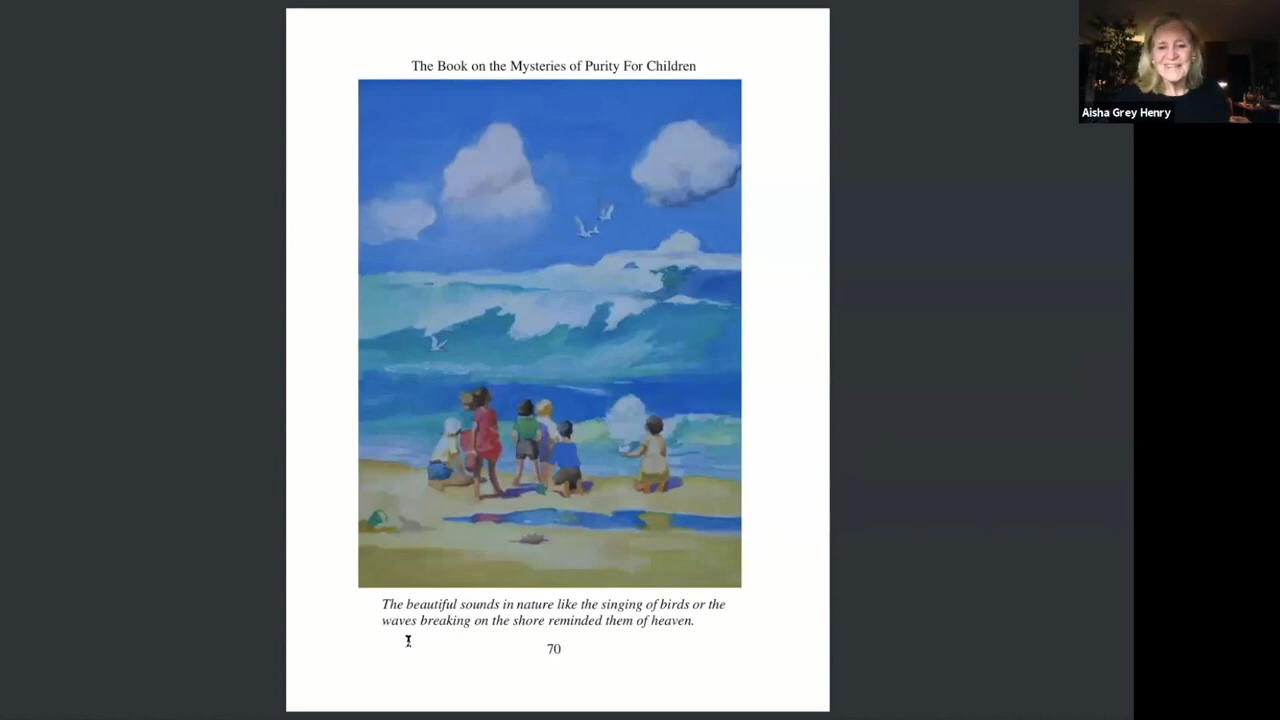 The Book on the Mysteries of Purity For Children
Aisha Grey Henry
The beautiful sounds in nature like the singing of birds or the
waves breaking on the shore reminded them of heaven.
70